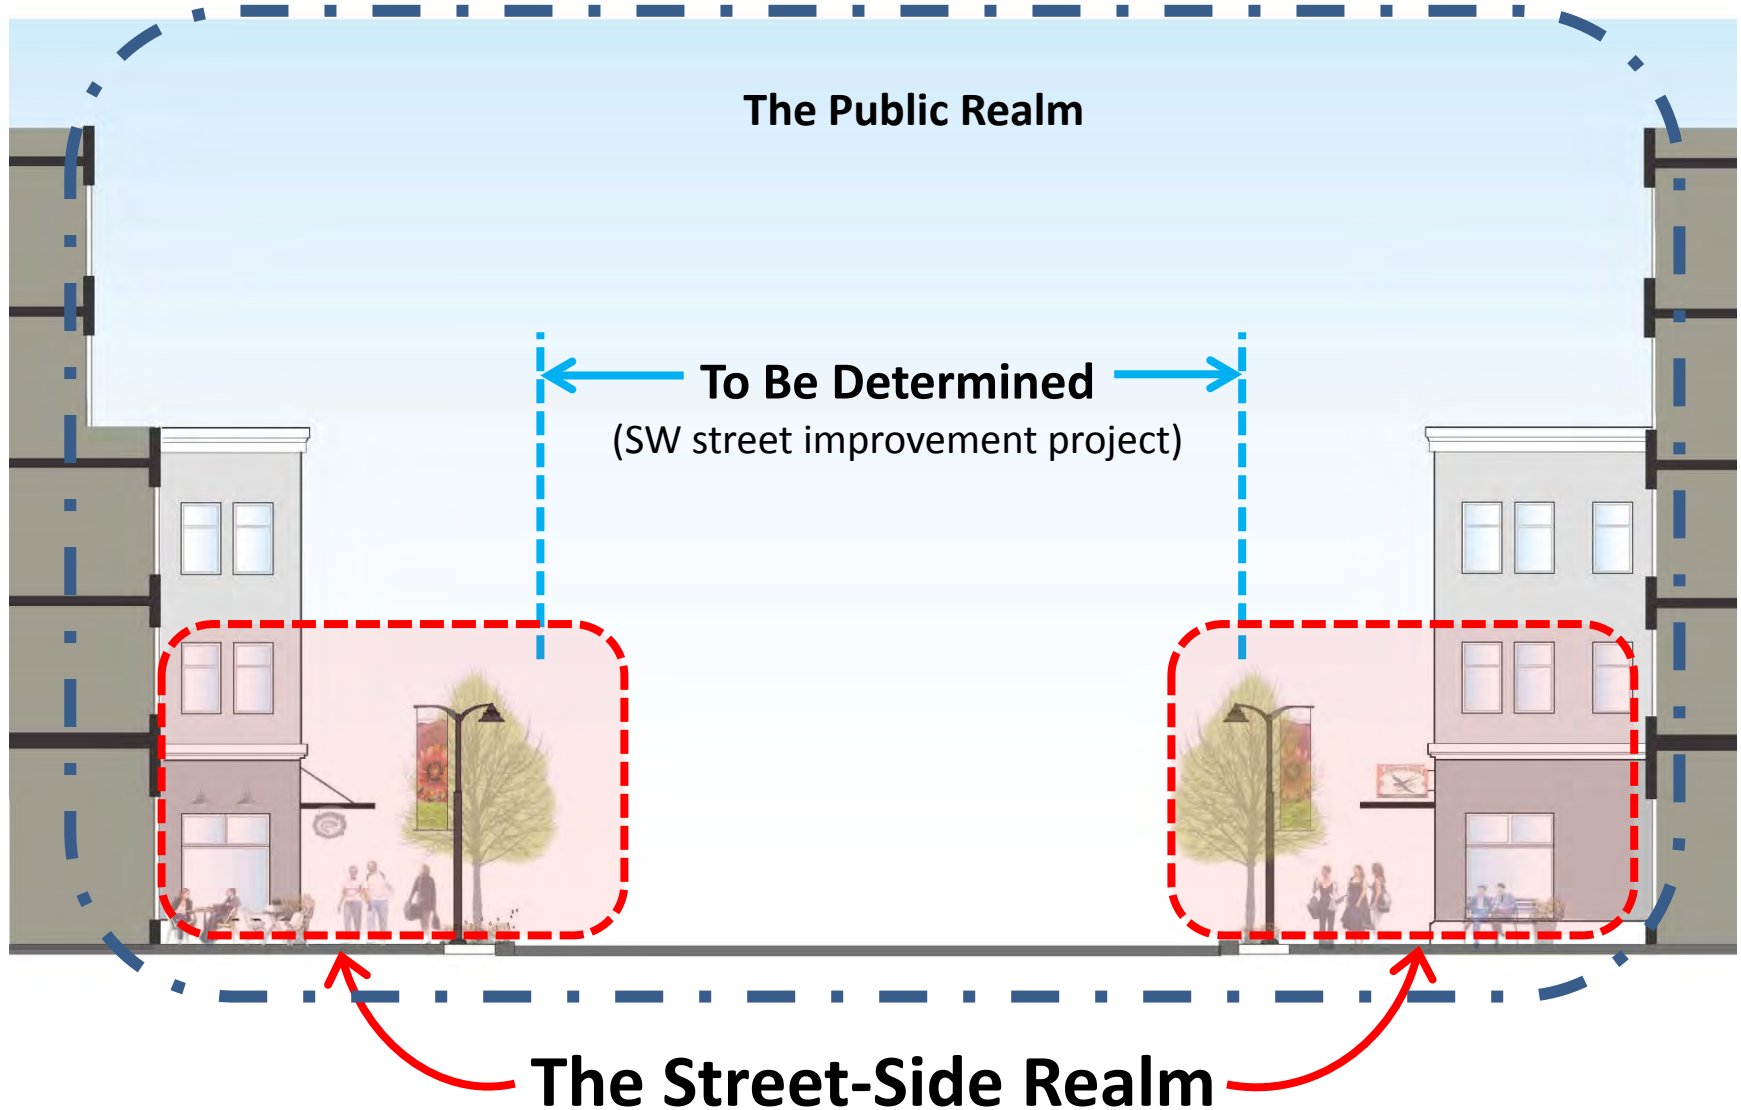 The Public Realm
To Be Determined
(SW street improvement project)
The Street-Side Realm